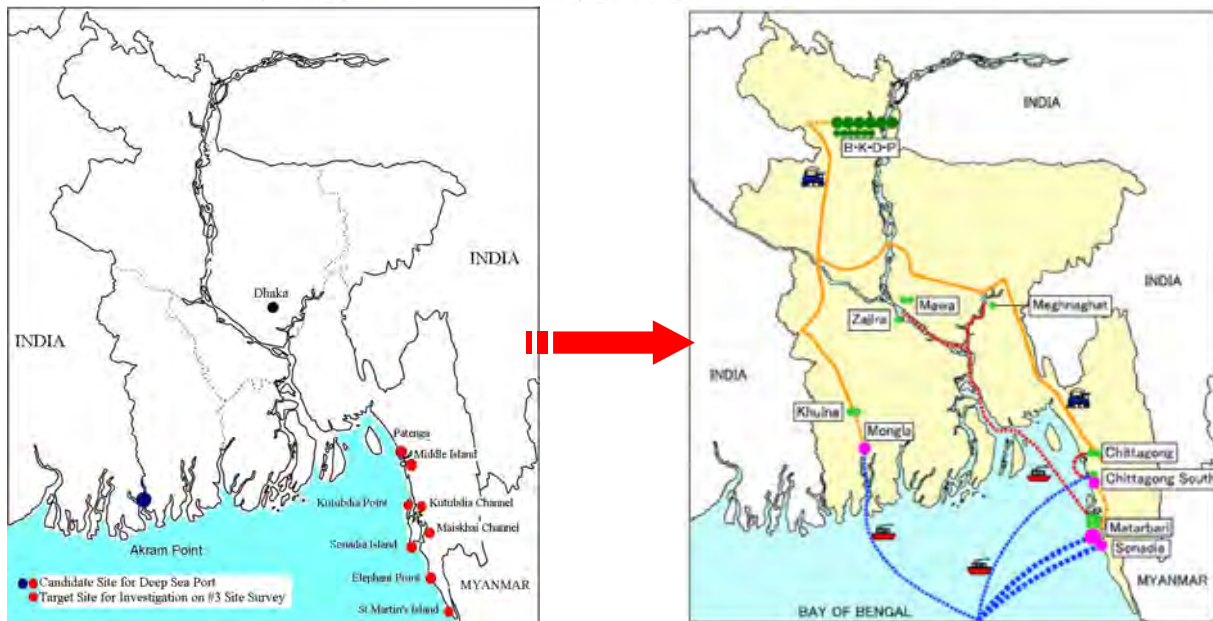 INDIA
Dhaka
INDIA
Patenga
Middle Island
Kutubdia Point
Kutubdia Channel
Maiskhai Channel
Sonadia Island
Akram Point
Elephant Point
Candidate Site for Deep Sea Port
MYANMAR
Target Site for Investigation on #3 Site Survey
St Martin's Island
INDIA
B-K-D-P
INDIA
Mawa
Meghnaghat
Zajira
INDIA
Khulna
Mongla
Chittagong
Chittagong South
Matarbari
Sonadia
MYANMAR
BAY OF BENGAL